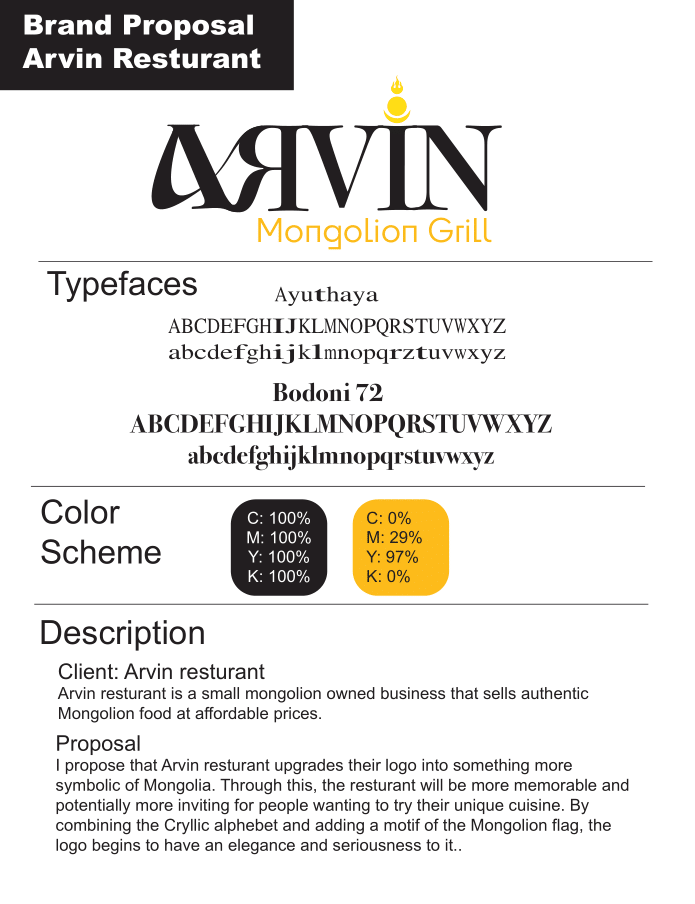 Brand Proposal
Arvin Resturant
ARVIN
Mongolion Grill
Typefaces
Ayuthaya
ABCDEFGHIJKLMNOPQRSTUVWXYZ
abcdefghijklmnopqrztuvwxyz
Bodoni 72
ABCDEFGHIJKLMNOPQRSTUVWXYZ
abcdefghijklmnopqrstuvwxyz
Color
Scheme
C: 100%
M: 100%
Y: 100%
K: 100%
C: 0%
M: 29%
Y: 97%
K: 0%
Description
Client: Arvin resturant
Arvin resturant is a small mongolion owned business that sells authentic
Mongolion food at affordable prices.
Proposal
I propose that Arvin resturant upgrades their logo into something more
symbolic of Mongolia. Through this, the resturant will be more memorable and
potentially more inviting for people wanting to try their unique cuisine. By
combining the Cryllic alphebet and adding a motif of the Mongolion flag, the
logo begins to have an elegance and seriousness to it..